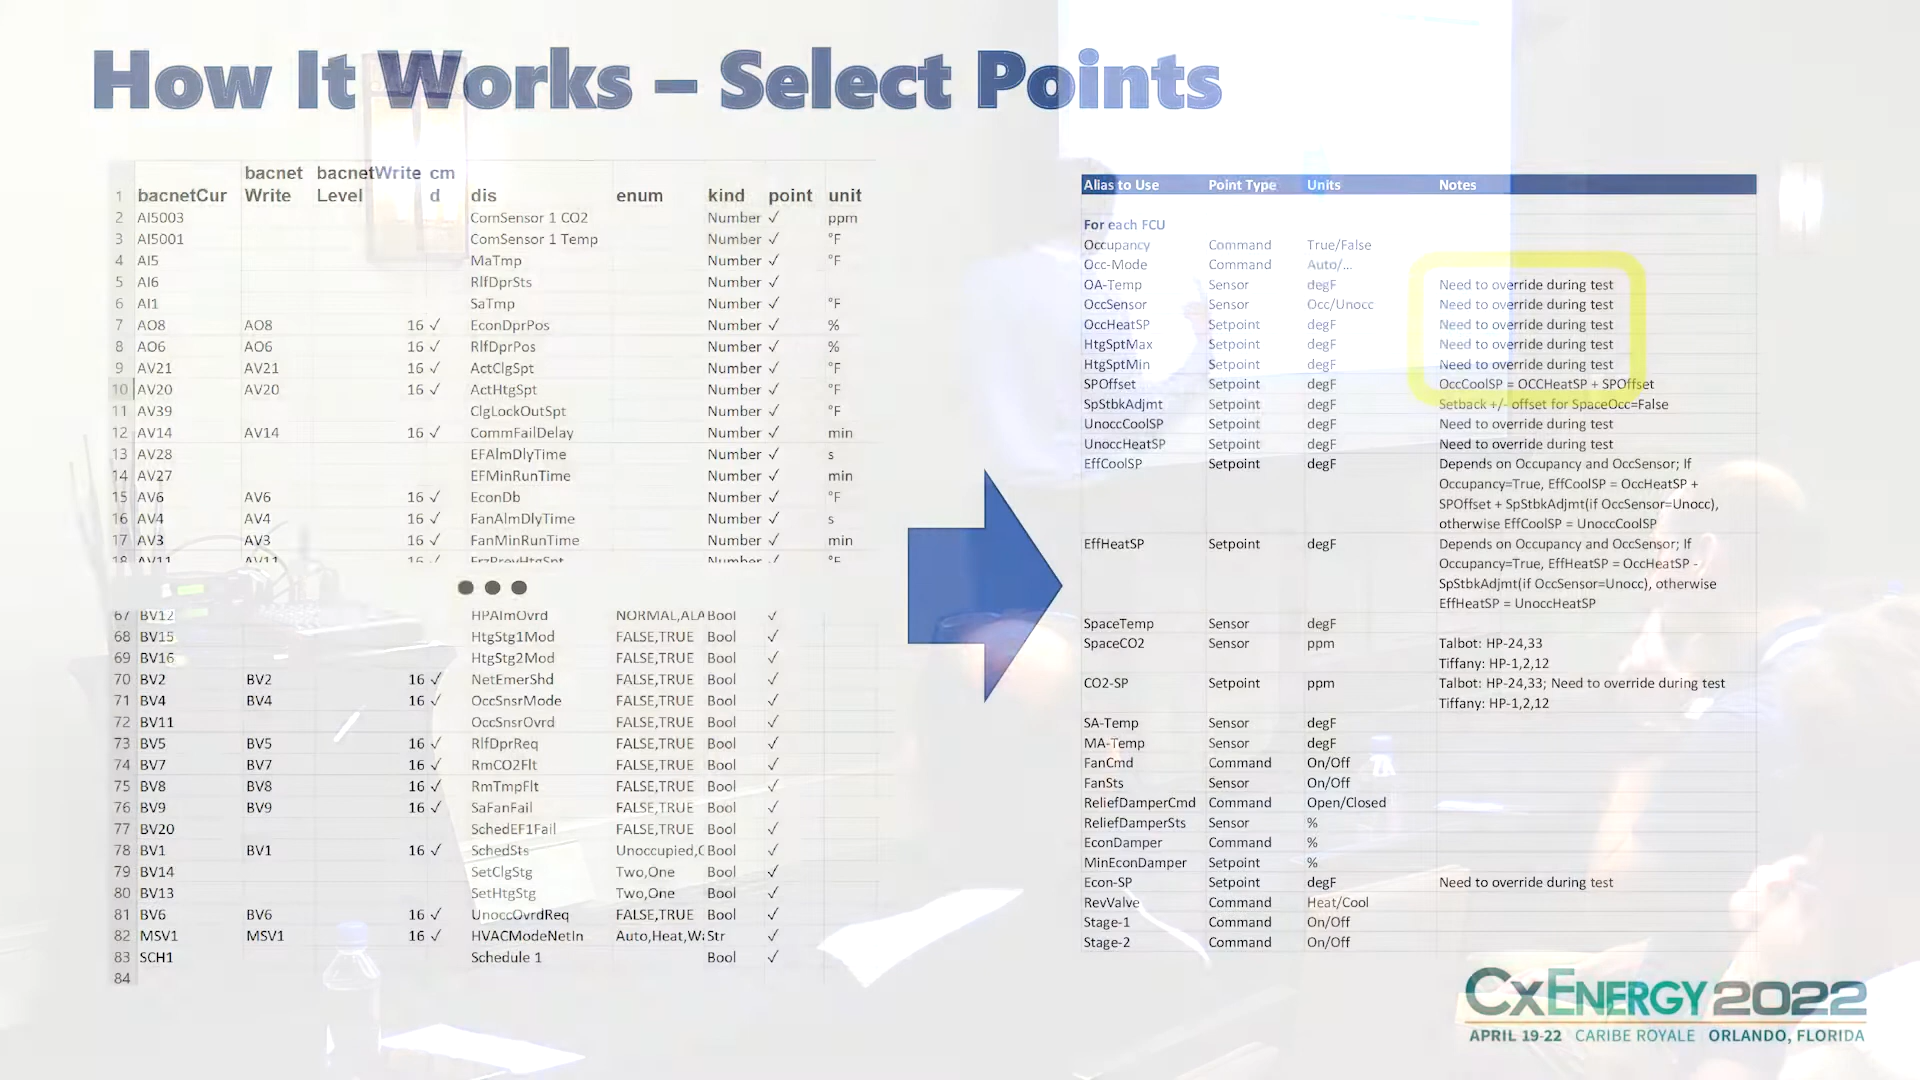 How It Works – Select Points
bacnetCur bacnet Write bacnetWrite Level cmd dis enum kind point unit
1
2 AI5003 ComSensor 1 CO2 Number ✓ ppm
3 AI5001 ComSensor 1 Temp Number ✓ °F
4 AI5 MaTmp Number ✓ °F
5 AI6 RlfDprSts Number ✓
6 AI1 SaTmp Number ✓ °F
7 AO8 AO8 16 ✓ EconDprPos Number ✓ %
8 AO6 AO6 16 ✓ RlfDprPos Number ✓ %
9 AV21 AV21 16 ✓ ActClgSpt Number ✓ °F
10 AV20 AV20 16 ✓ ActHtgSpt Number ✓ °F
11 AV39 ClgLockOutSpt Number ✓ °F
12 AV14 AV14 16 ✓ CommFailDelay Number ✓ min
13 AV28 EFAlmDlyTime Number ✓ s
14 AV27 EFMinRunTime Number ✓ min
15 AV6 AV6 16 ✓ EconDb Number ✓ °F
16 AV4 AV4 16 ✓ FanAlmDlyTime Number ✓ s
17 AV3 AV3 16 ✓ FanMinRunTime Number ✓ min
18 AV11 AV11 16 ✓ FrzPrevHtgSpt Number ✓ °F
67 BV12 HPAlmOvrd NORMAL,ALA Bool ✓
68 BV15 HtgStg1Mod FALSE,TRUE Bool ✓
69 BV16 HtgStg2Mod FALSE,TRUE Bool ✓
70 BV2 BV2 16 ✓ NetEmerShd FALSE,TRUE Bool ✓
71 BV4 BV4 16 ✓ OccSnsrMode FALSE,TRUE Bool ✓
72 BV11 OccSnsrOvrd FALSE,TRUE Bool ✓
73 BV5 BV5 16 ✓ RlfDprReq FALSE,TRUE Bool ✓
74 BV7 BV7 16 ✓ RmCO2Flt FALSE,TRUE Bool ✓
75 BV8 BV8 16 ✓ RmTmpFlt FALSE,TRUE Bool ✓
76 BV9 BV9 16 ✓ SaFanFail FALSE,TRUE Bool ✓
77 BV20 SchedEF1Fail FALSE,TRUE Bool ✓
78 BV1 BV1 16 ✓ SchedSts Unoccupied,C Bool ✓
79 BV14 SetClgStg Two,One Bool ✓
80 BV13 SetHtgStg Two,One Bool ✓
81 BV6 BV6 16 ✓ UnoccOvrdReq FALSE,TRUE Bool ✓
82 MSV1 MSV1 16 ✓ HVACModeNetIn Auto,Heat,W Str ✓
83 SCH1 Schedule 1 Bool ✓
84
Alias to Use Point Type Units Notes
For each FCU
Occupancy Command True/False
Occ-Mode Command Auto/...
OA-Temp Sensor degF Need to override during test
OccSensor Sensor Occ/Unocc Need to override during test
OccHeatSP Setpoint degF Need to override during test
HtgSptMax Setpoint degF Need to override during test
HtgSptMin Setpoint degF Need to override during test
SPOffset Setpoint degF OccCoolSP = OCCHeatSP + SPOffset
SpStbkAdjmt Setpoint degF Setback +/- offset for SpaceOcc=False
UnoccCoolSP Setpoint degF Need to override during test
UnoccHeatSP Setpoint degF Need to override during test
EffCoolSP Setpoint degF Depends on Occupancy and OccSensor; If
Occupancy=True, EffCoolSP = OccHeatSP +
SPOffset + SpStbkAdjmt(if OccSensor=Unocc),
otherwise EffCoolSP = UnoccCoolSP
EffHeatSP Setpoint degF Depends on Occupancy and OccSensor; If
Occupancy=True, EffHeatSP = OccHeatSP -
SpStbkAdjmt(if OccSensor=Unocc), otherwise
EffHeatSP = UnoccHeatSP
SpaceTemp Sensor degF
SpaceCO2 Sensor ppm Talbot: HP-24,33
Tiffany: HP-1,2,12
CO2-SP Setpoint ppm Talbot: HP-24,33; Need to override during test
Tiffany: HP-1,2,12
SA-Temp Sensor degF
MA-Temp Sensor degF
FanCmd Command On/Off
FanSts Sensor On/Off
ReliefDamperCmd Command Open/Closed
ReliefDamperSts Sensor %
EconDamper Command %
MinEconDamper Setpoint %
Econ-SP Setpoint degF Need to override during test
RevValve Command Heat/Cool
Stage-1 Command On/Off
Stage-2 Command On/Off
CxEnergy 2022
APRIL 19-22 CARIBE ROYALE ORLANDO, FLORIDA